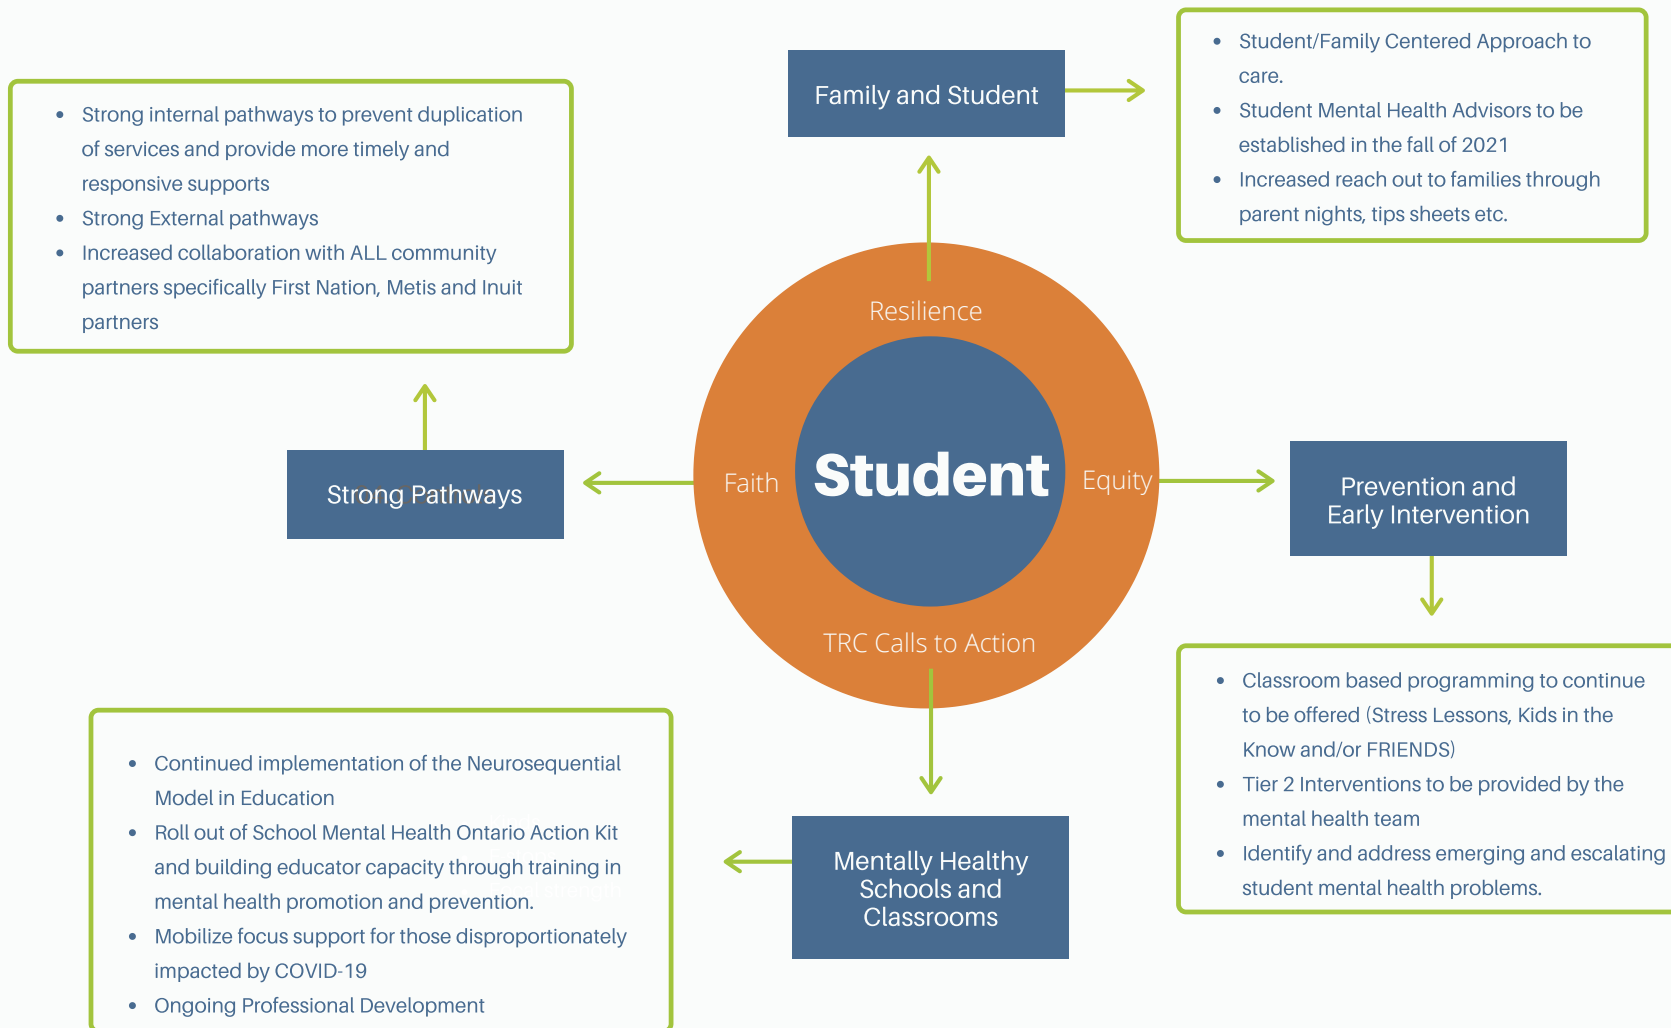 Family and Student
• Student/Family Centered Approach to
care.
• Student Mental Health Advisors to be
established in the fall of 2021
• Increased reach out to families through
parent nights, tips sheets etc.
• Strong internal pathways to prevent duplication
of services and provide more timely and
responsive supports
• Strong External pathways
• Increased collaboration with ALL community
partners specifically First Nation, Metis and Inuit
partners
Strong Pathways
Resilience
Faith
Student
Equity
TRC Calls to Action
Prevention and
Early Intervention
• Classroom based programming to continue
to be offered (Stress Lessons, Kids in the
Know and/or FRIENDS)
• Tier 2 Interventions to be provided by the
mental health team
• Identify and address emerging and escalating
student mental health problems.
Mentally Healthy
Schools and
Classrooms
• Continued implementation of the Neurosequential
Model in Education
• Roll out of School Mental Health Ontario Action Kit
and building educator capacity through training in
mental health promotion and prevention.
• Mobilize focus support for those disproportionately
impacted by COVID-19
• Ongoing Professional Development